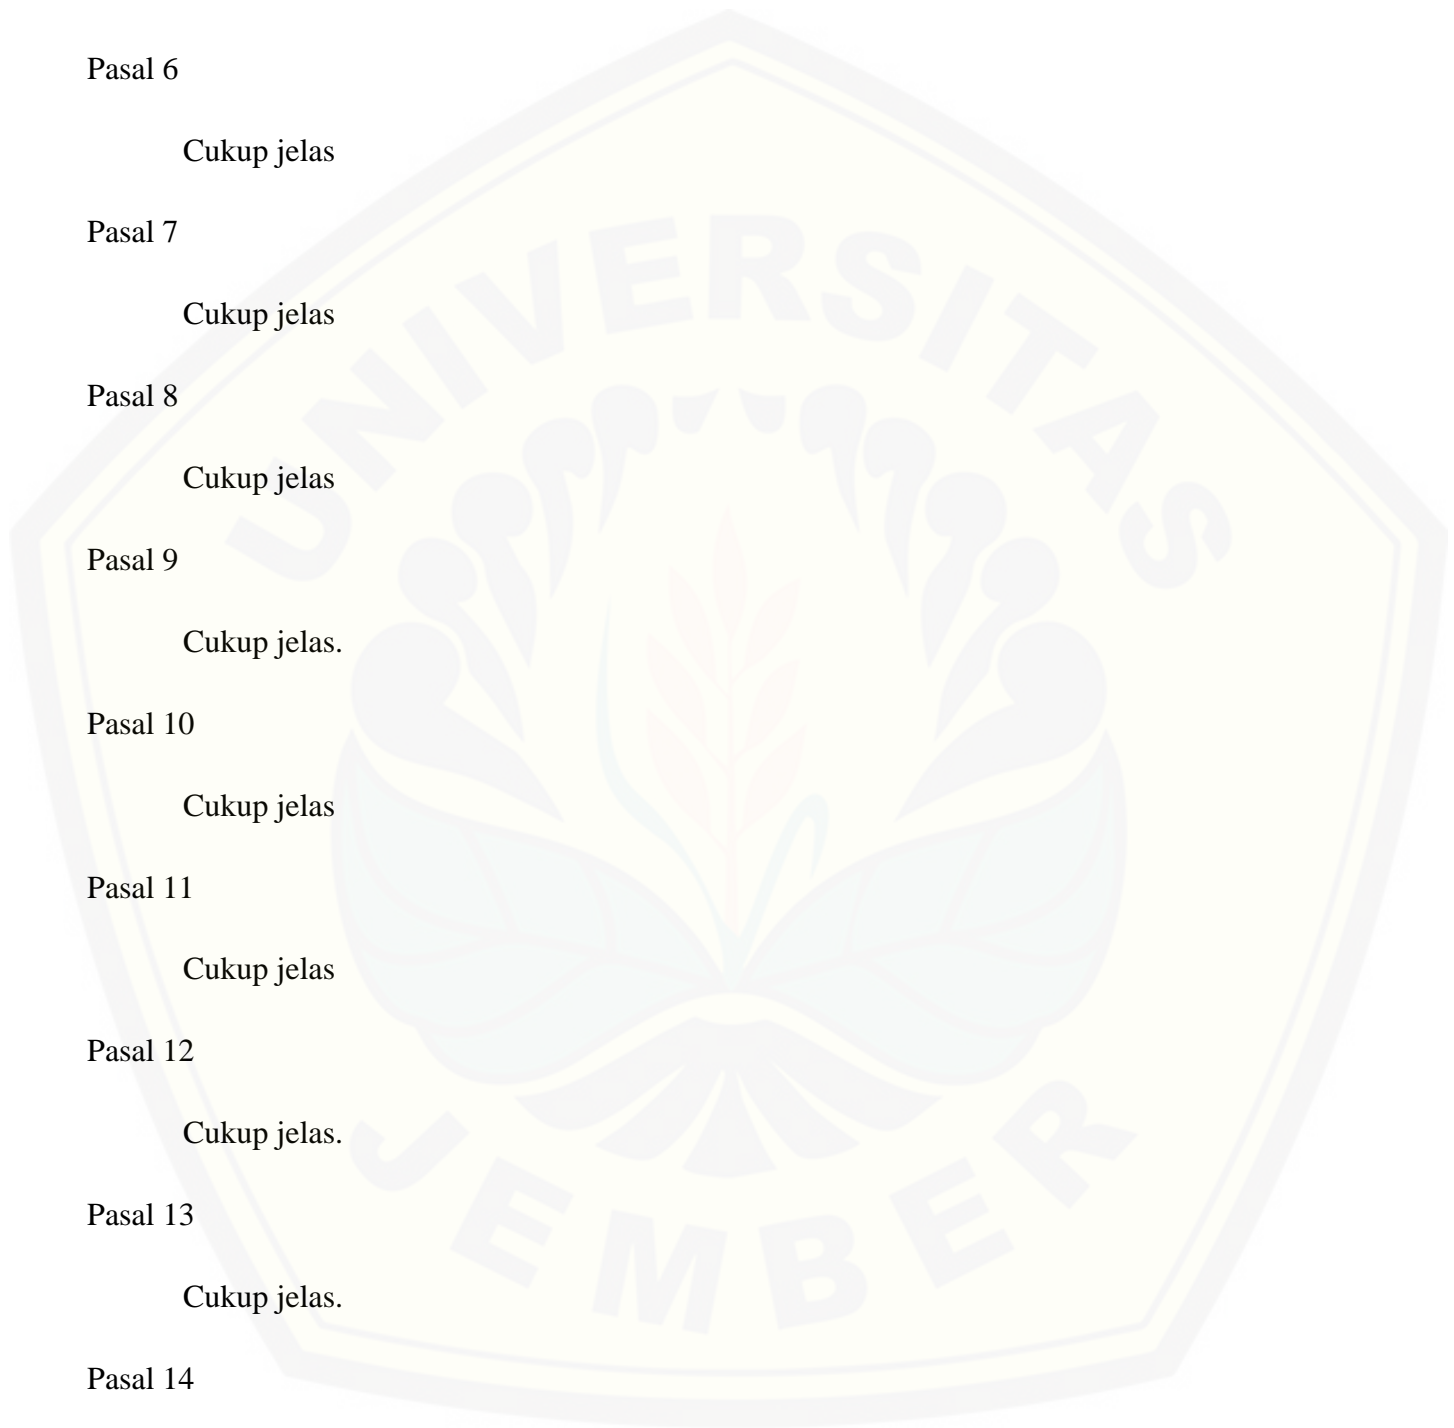 Pasal 6
Cukup jelas
Pasal 7
Cukup jelas
Pasal 8
Cukup jelas
Pasal 9
Cukup jelas.
Pasal 10
Cukup jelas
Pasal 11
Cukup jelas
Pasal 12
Cukup jelas.
Pasal 13
Cukup jelas.
Pasal 14
UNIVERSITAS
JEMBER